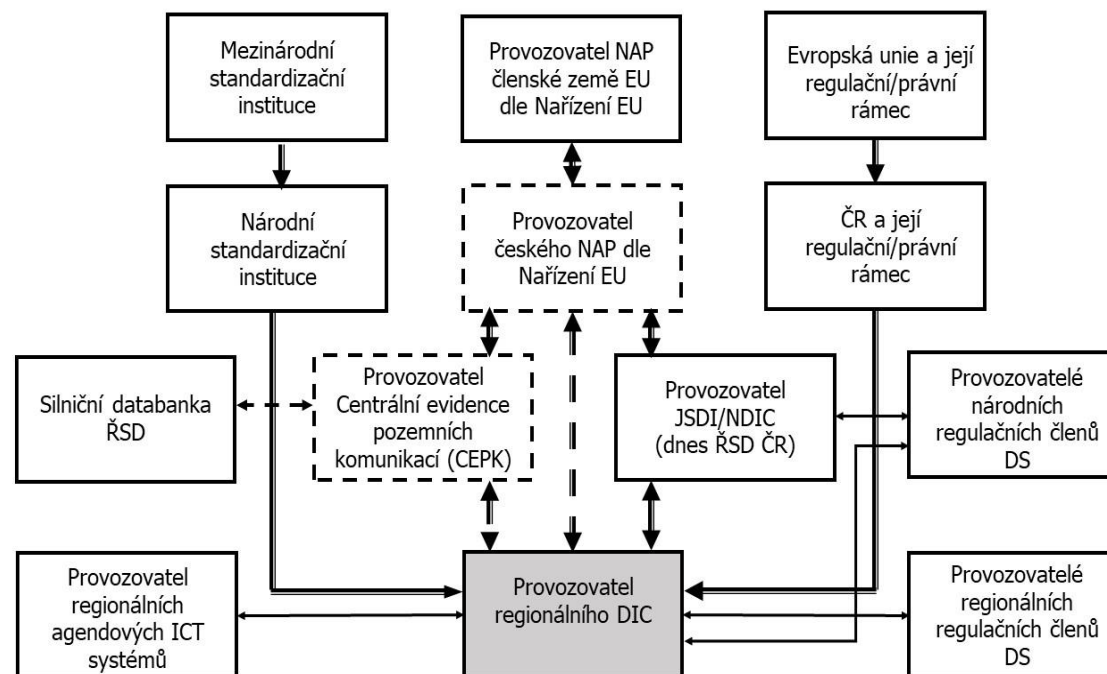 Mezinárodní
standardizační
instituce
Provozovatel NAP
členské země EU
dle Nařízení EU
Evropská unie a její
regulační/právní
rámec
Národní
standardizační
instituce
Provozovatel
českého NAP dle
Nařízení EU
ČR a její
regulační/právní
rámec
Silniční databanka
ŘSD
Provozovatel
Centrální evidence
pozemních
komunikací (CEPK)
Provozovatel
JSDI/NDIC
(dnes ŘSD ČR)
Provozovatelé
národních
regulačních členů
DS
Provozovatel
regionálních
agendových ICT
systémů
Provozovatel
regionálního DIC
Provozovatelé
regionálních
regulačních členů
DS